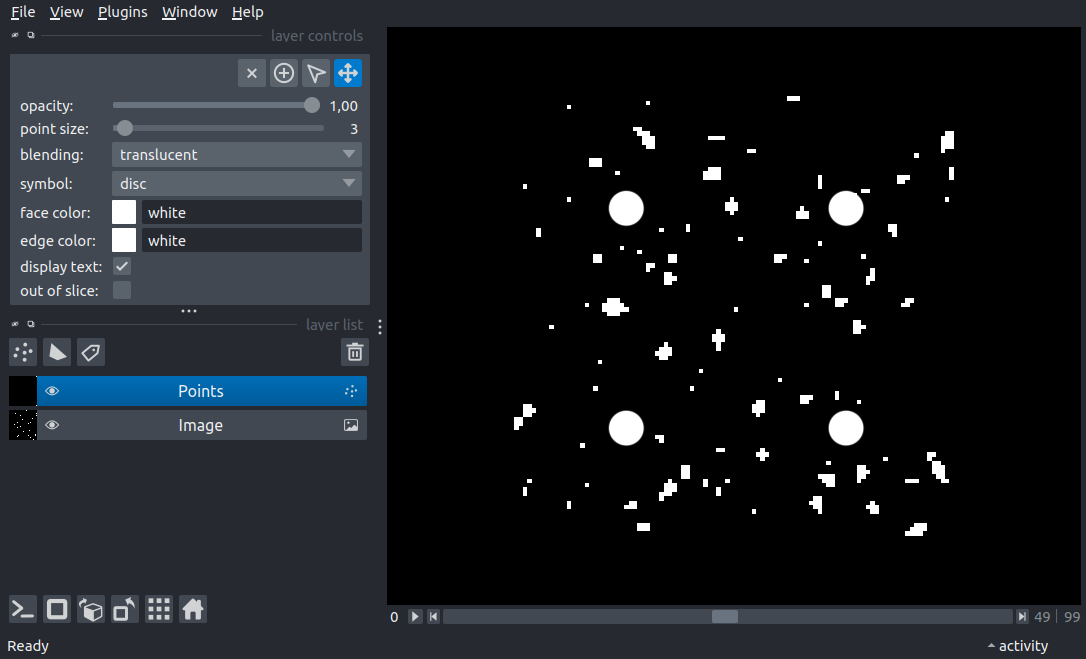 File View Plugins Window Help
layer controls
opacity: 1,00
point size: 3
blending: translucent
symbol: disc
face color: white
edge color: white
display text:
out of slice:
layer list
Points
Image
0 49 99
Ready activity